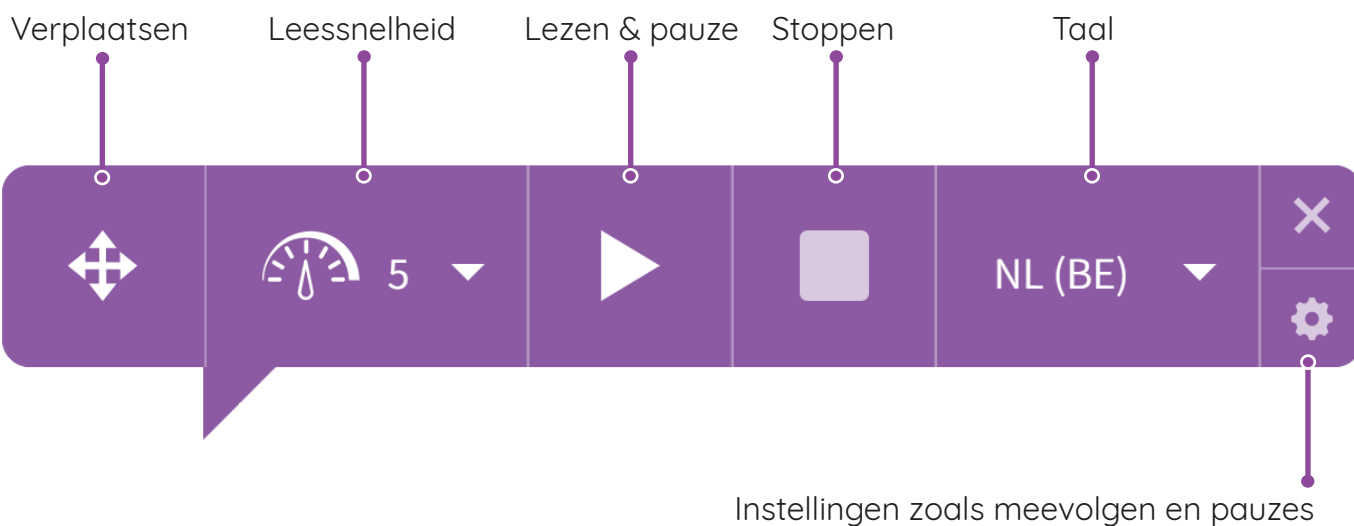 Verplaatsen
Leessnelheid
Lezen & pauze
Stoppen
Taal
5
NL (BE)
Instellingen zoals meevolgen en pauzes